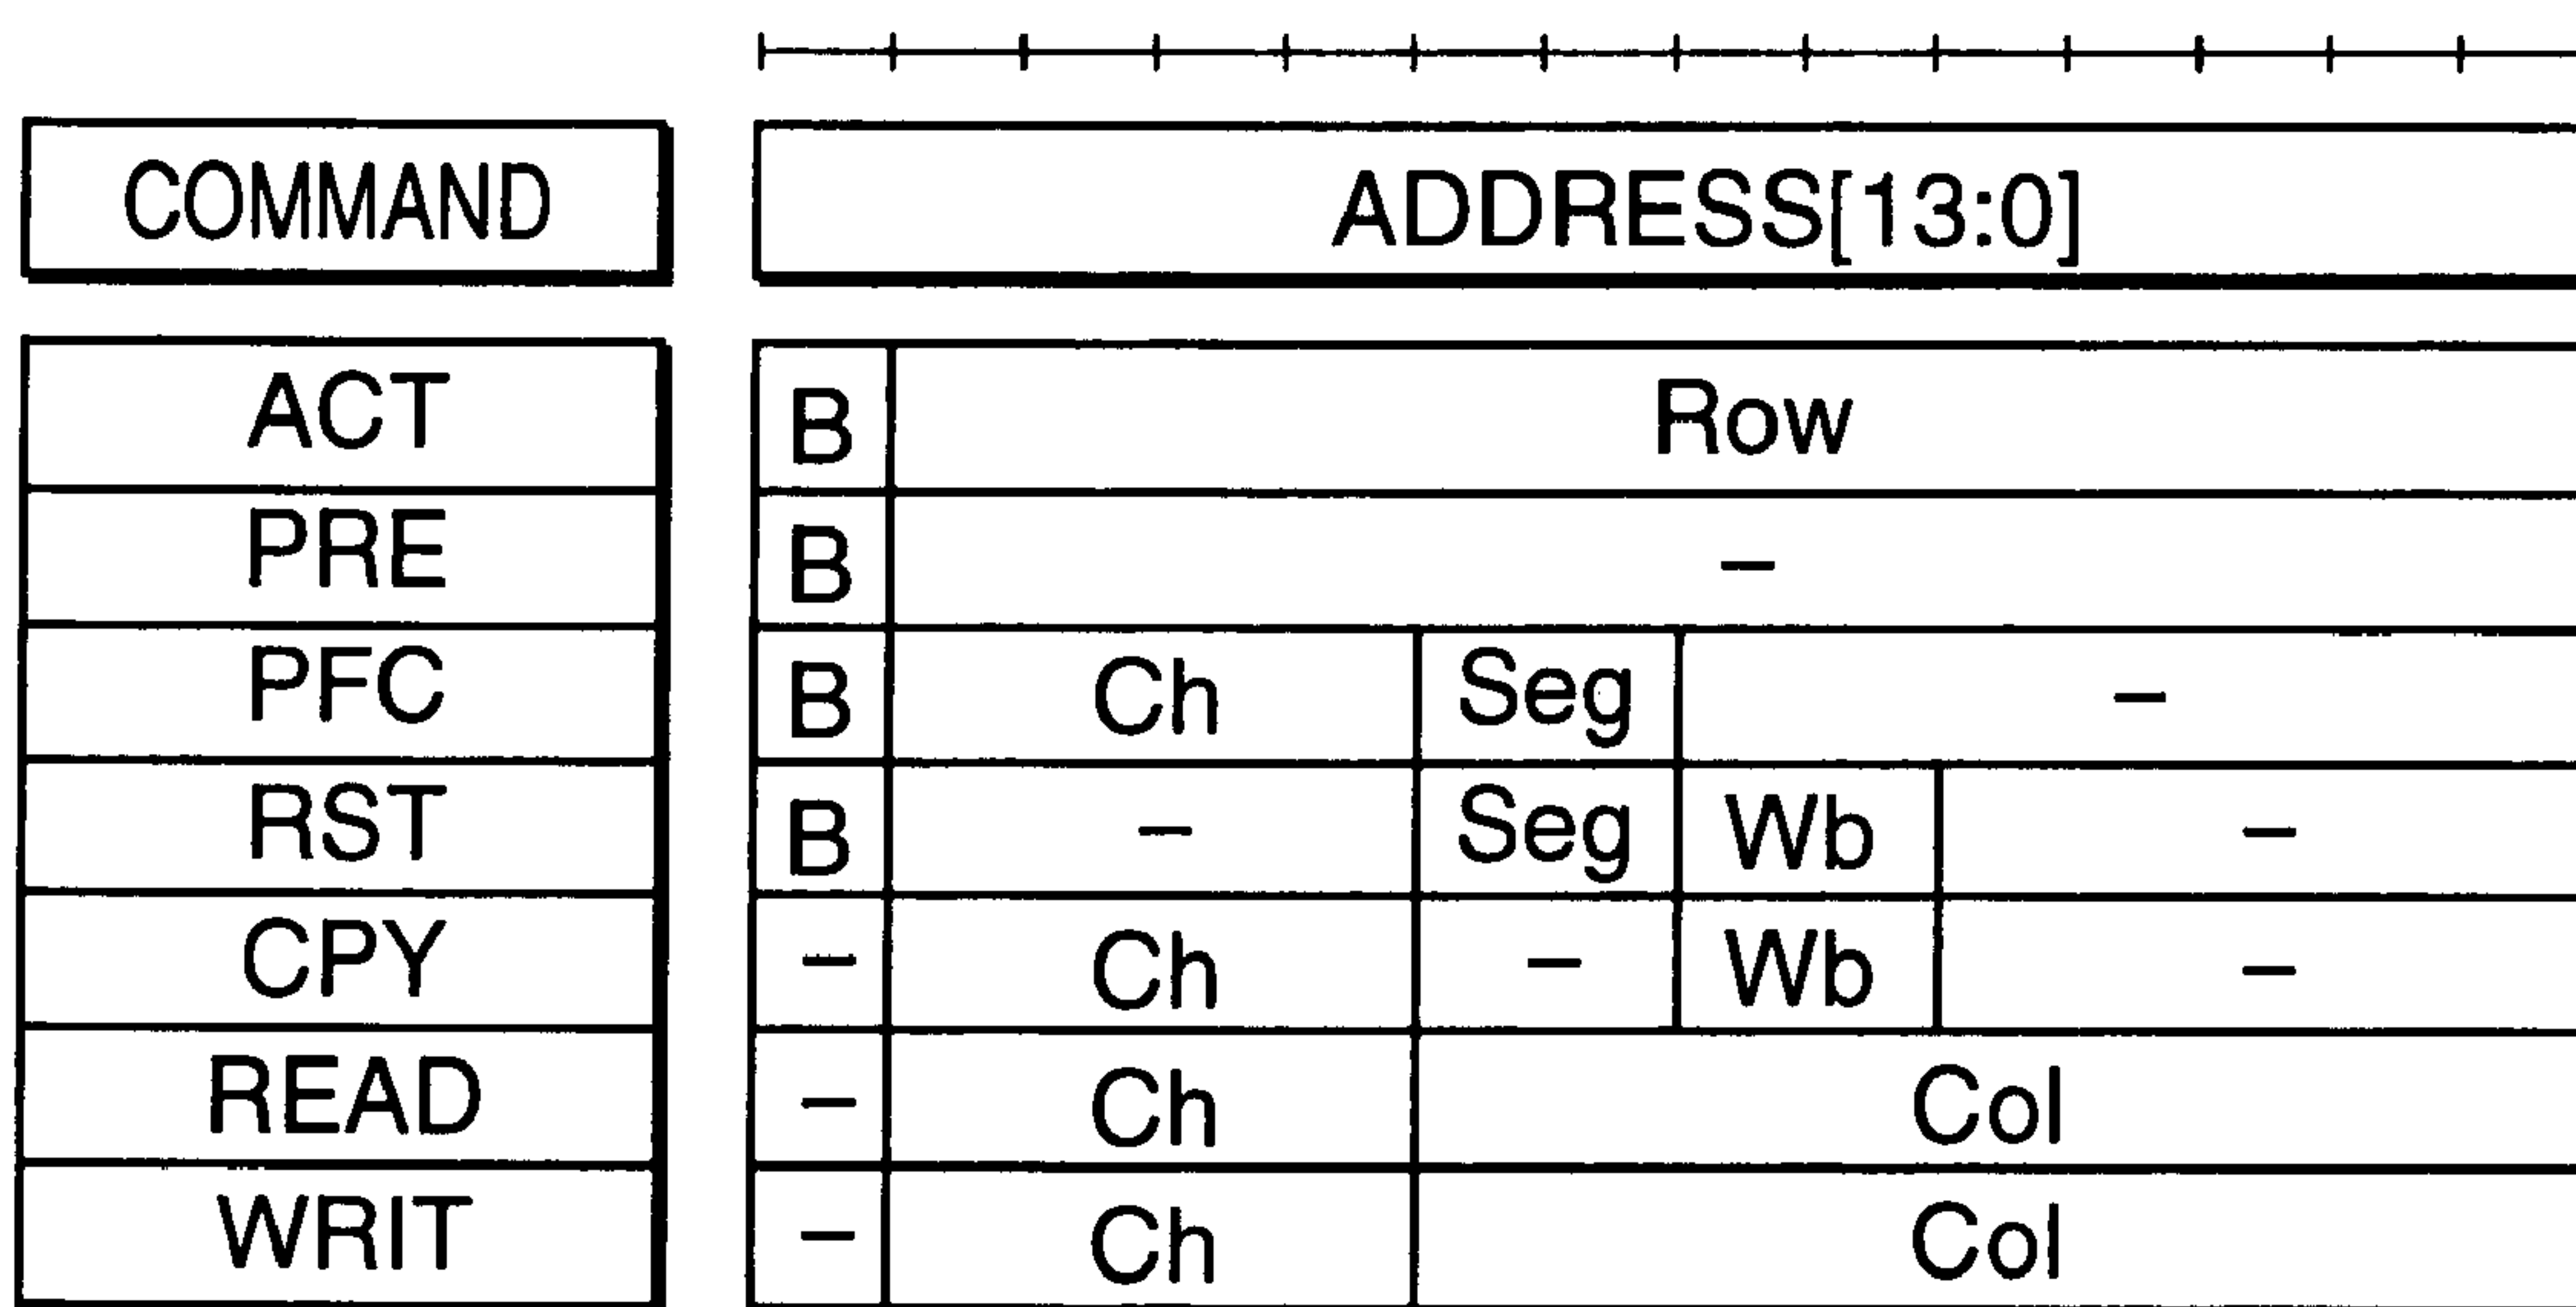 COMMAND ADDRESS[13:0]
ACT B Row
PRE B –
PFC B Ch Seg –
RST B – Seg Wb –
CPY – Ch – Wb –
READ – Ch Col
WRIT – Ch Col